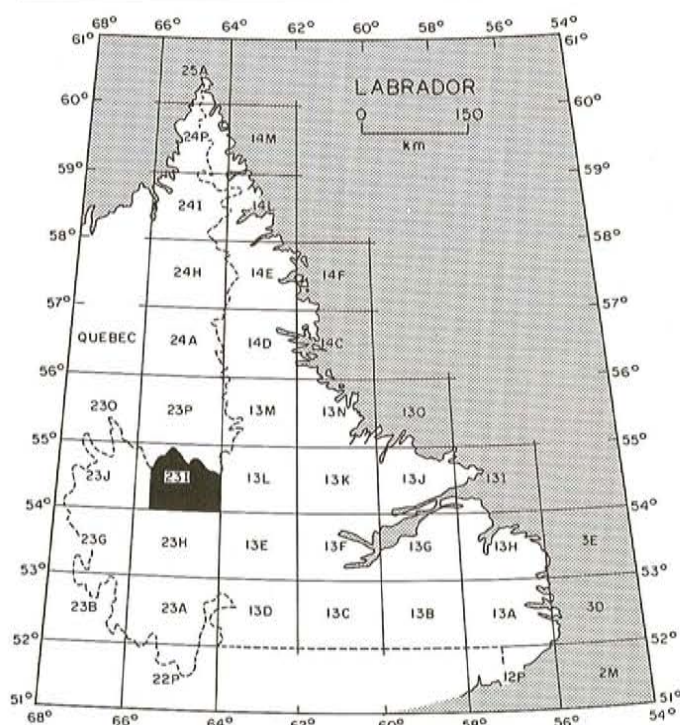 68° 66° 64° 62° 60° 58° 56° 54°
61° 61°
25A
LABRADOR
0 150
km
60° 60°
24P 14M
59° 59°
24I 14L
58° 58°
24H 14E 14F
57° 57°
QUEBEC 24A 14D 14C
56° 56°
23O 23P 13M 13N 13O
55° 55°
23J 23I 13L 13K 13J 13I
54° 54°
23G 23H 13E 13F 13G 13H 3E
53° 53°
23B 23A 13D 13C 13B 13A 3D
52° 52°
22P 12P 2M
51° 51°
68° 66° 64° 62° 60° 58° 56° 54°